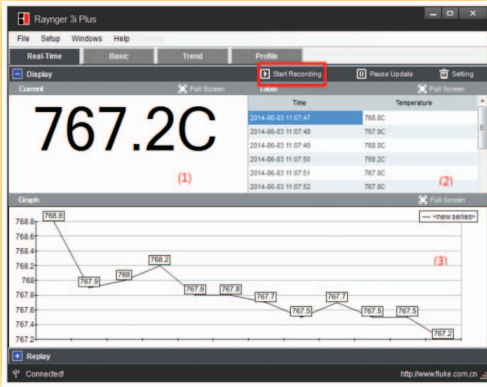 Raynger 3i Plus
File Setup Windows Help
Real-Time Basic Trend Profile
Display Start Recording Pause Update Setting
Current Full Screen Table Full Screen
767.2C
(1)
Time Temperature
2014-06-03 11:07:47 768.8C
2014-06-03 11:07:48 767.9C
2014-06-03 11:07:49 768.0C
2014-06-03 11:07:50 768.2C
2014-06-03 11:07:51 767.8C
2014-06-03 11:07:52 767.8C
(2)
Graph Full Screen
<new series>
(3)
768.8
768.6
768.4
768.2
768
767.8
767.6
767.4
767.2
768.8
767.9
768
768.2
767.8
767.8
767.7
767.5
767.7
767.5
767.5
767.2
Replay
Connected! http://www.fluke.com.cn